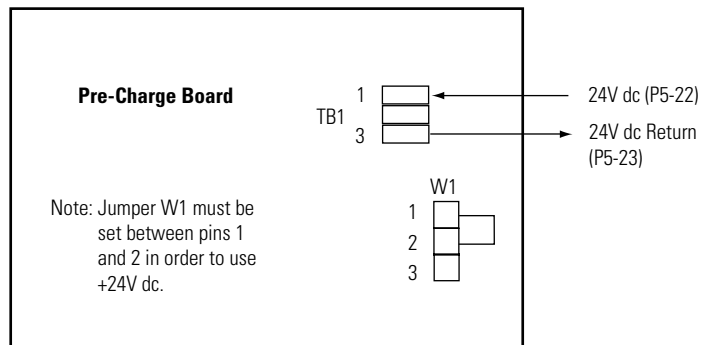 Pre-Charge Board
1
TB1
3
24V dc (P5-22)
24V dc Return
(P5-23)
W1
1
2
3
Note: Jumper W1 must be
set between pins 1
and 2 in order to use
+24V dc.